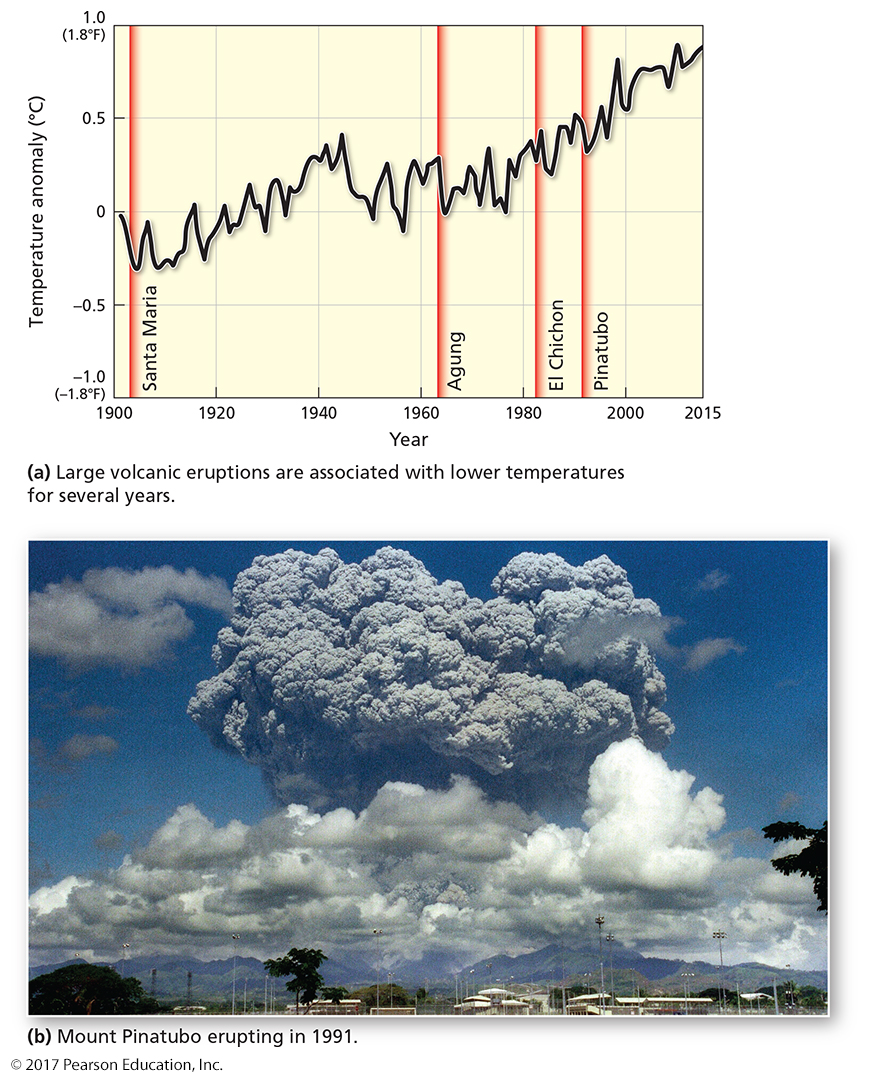 1.0
(1.8°F)
0.5
0
−0.5
−1.0
(−1.8°F)
Temperature anomaly (°C)
Santa Maria
Agung
El Chichon
Pinatubo
1900 1920 1940 1960 1980 2000 2015
Year
(a) Large volcanic eruptions are associated with lower temperatures
for several years.
(b) Mount Pinatubo erupting in 1991.
© 2017 Pearson Education, Inc.